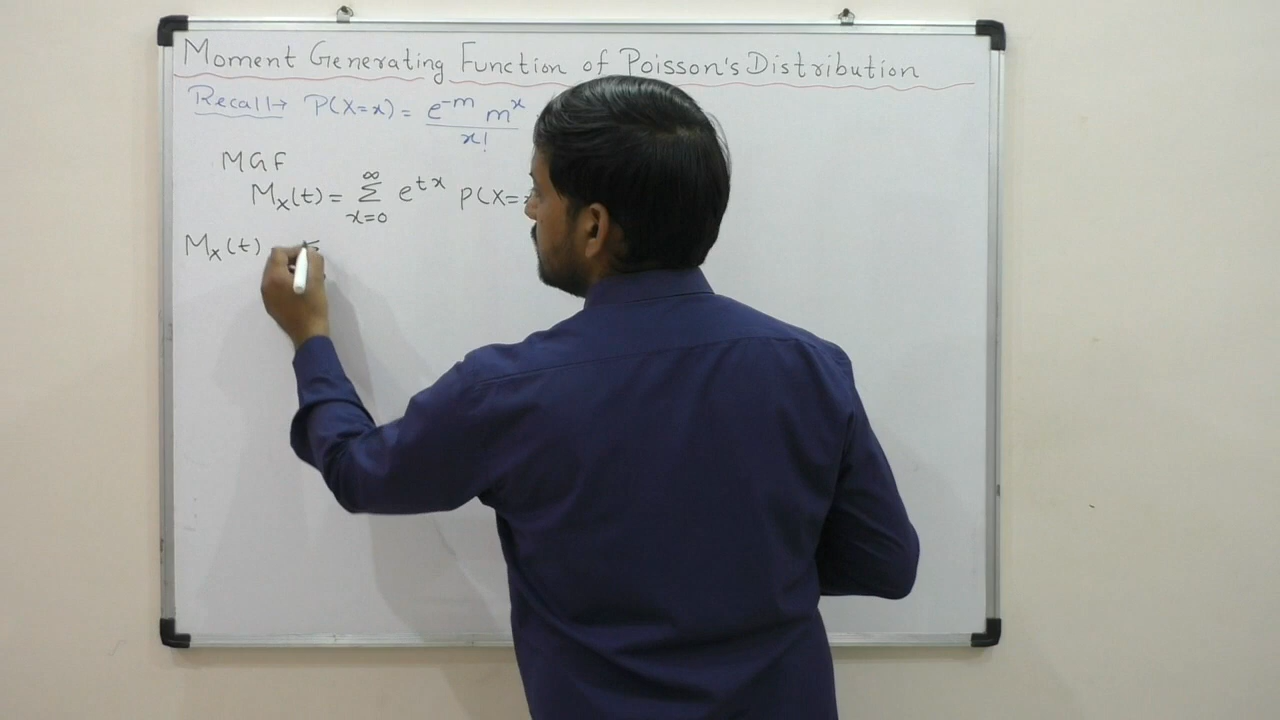 Moment Generating Function of Poisson's Distribution
Recall→ P(X=x) = e^-m m^x / x!
MGF
M_X(t) = Σ_{x=0}^{∞} e^{tx} P(X=
M_X(t)